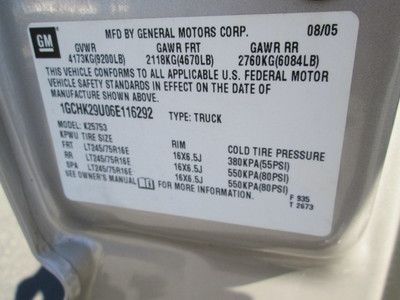 GM
MFD BY GENERAL MOTORS CORP. 08/05
GVWR GAWR FRT GAWR RR
4173KG(9200LB) 2118KG(4670LB) 2760KG(6084LB)
THIS VEHICLE CONFORMS TO ALL APPLICABLE U.S. FEDERAL MOTOR
VEHICLE SAFETY STANDARDS IN EFFECT ON THE DATE OF
MANUFACTURE SHOWN ABOVE.
1GCHK29U06E116292 TYPE: TRUCK
MODEL: K25753
KPWU TIRE SIZE RIM COLD TIRE PRESSURE
FRT LT245/75R16E 16X6.5J 380KPA(55PSI)
RR LT245/75R16E 16X6.5J 550KPA(80PSI)
SPA LT245/75R16E 16X6.5J 550KPA(80PSI)
SEE OWNER'S MANUAL FOR MORE INFORMATION.
F 935
T 2673